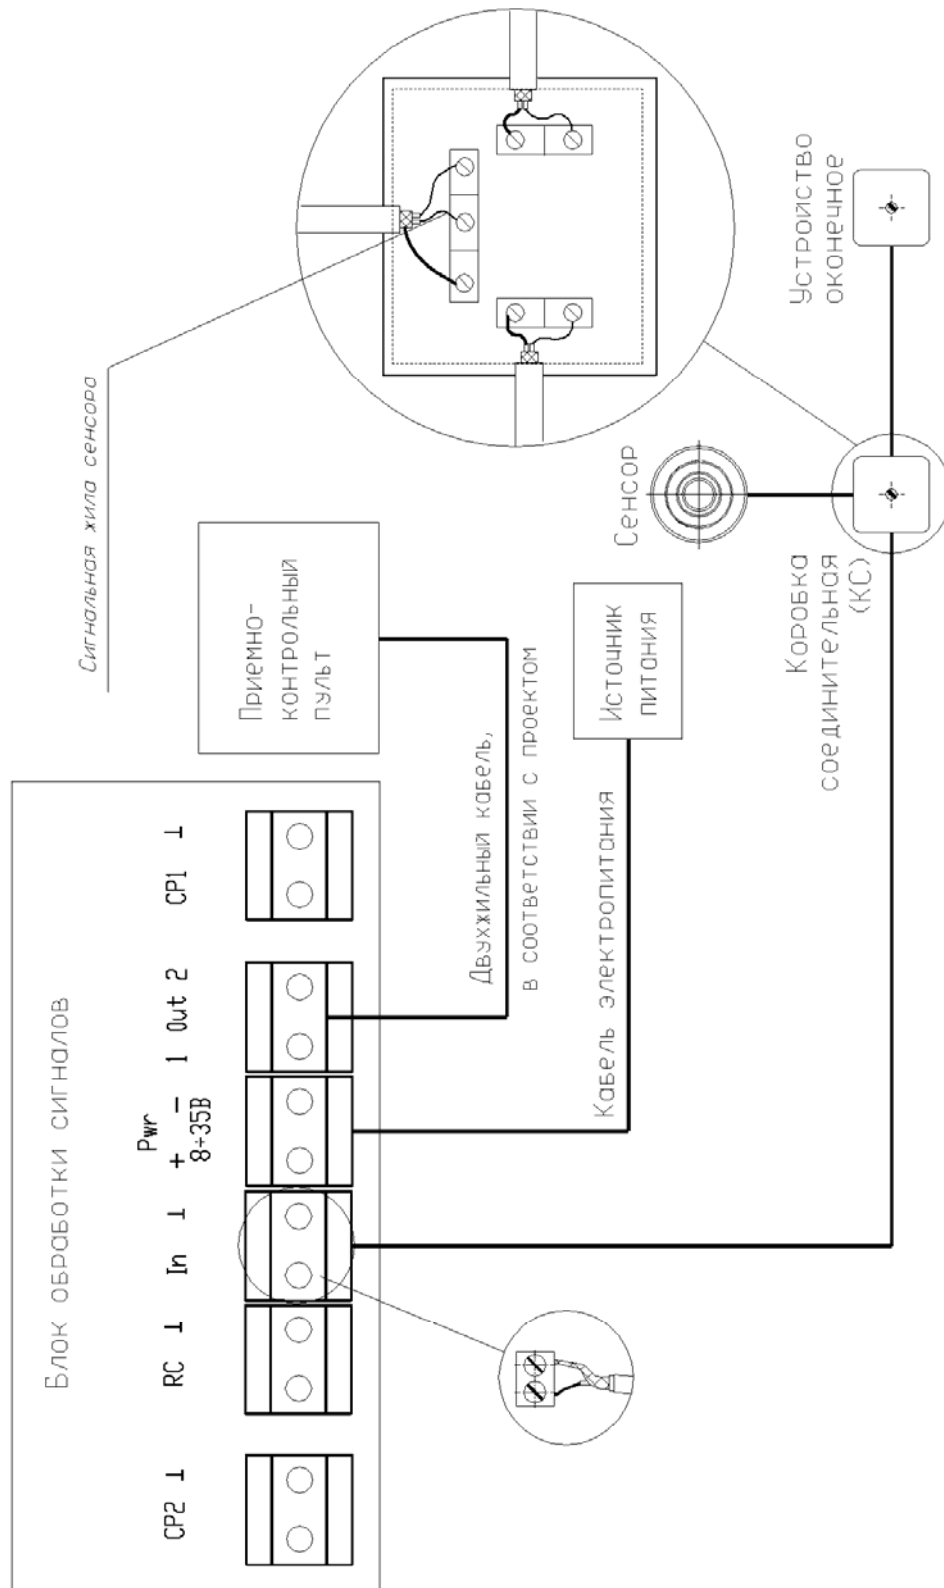 Блок обработки сигналов
CP2 ⊥
RC ⊥
In ⊥
Pwr
+ −
8÷35В
1 Out 2
CP1 ⊥
Сигнальная жила сенсора
Приемно-
контрольный
пульт
Двухжильный кабель,
в соответствии с проектом
Источник
питания
Кабель электропитания
Сенсор
Коробка
соединительная
(КС)
Устройство
оконечное